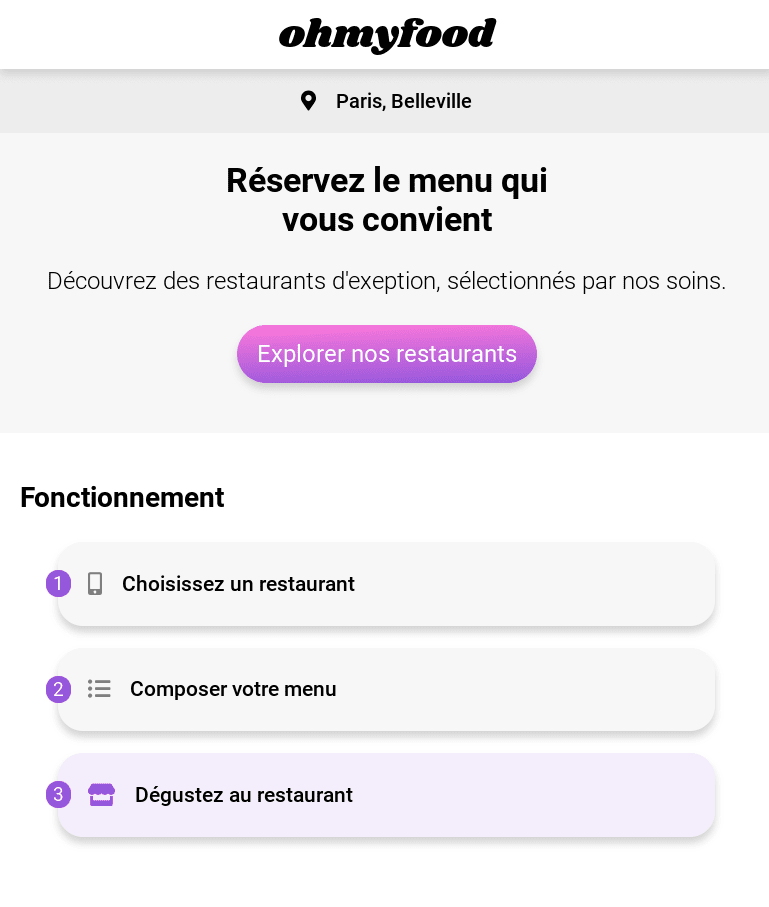 ohmyfood
Paris, Belleville
Réservez le menu qui
vous convient
Découvrez des restaurants d'exeption, sélectionnés par nos soins.
Explorer nos restaurants
Fonctionnement
1 Choisissez un restaurant
2 Composer votre menu
3 Dégustez au restaurant